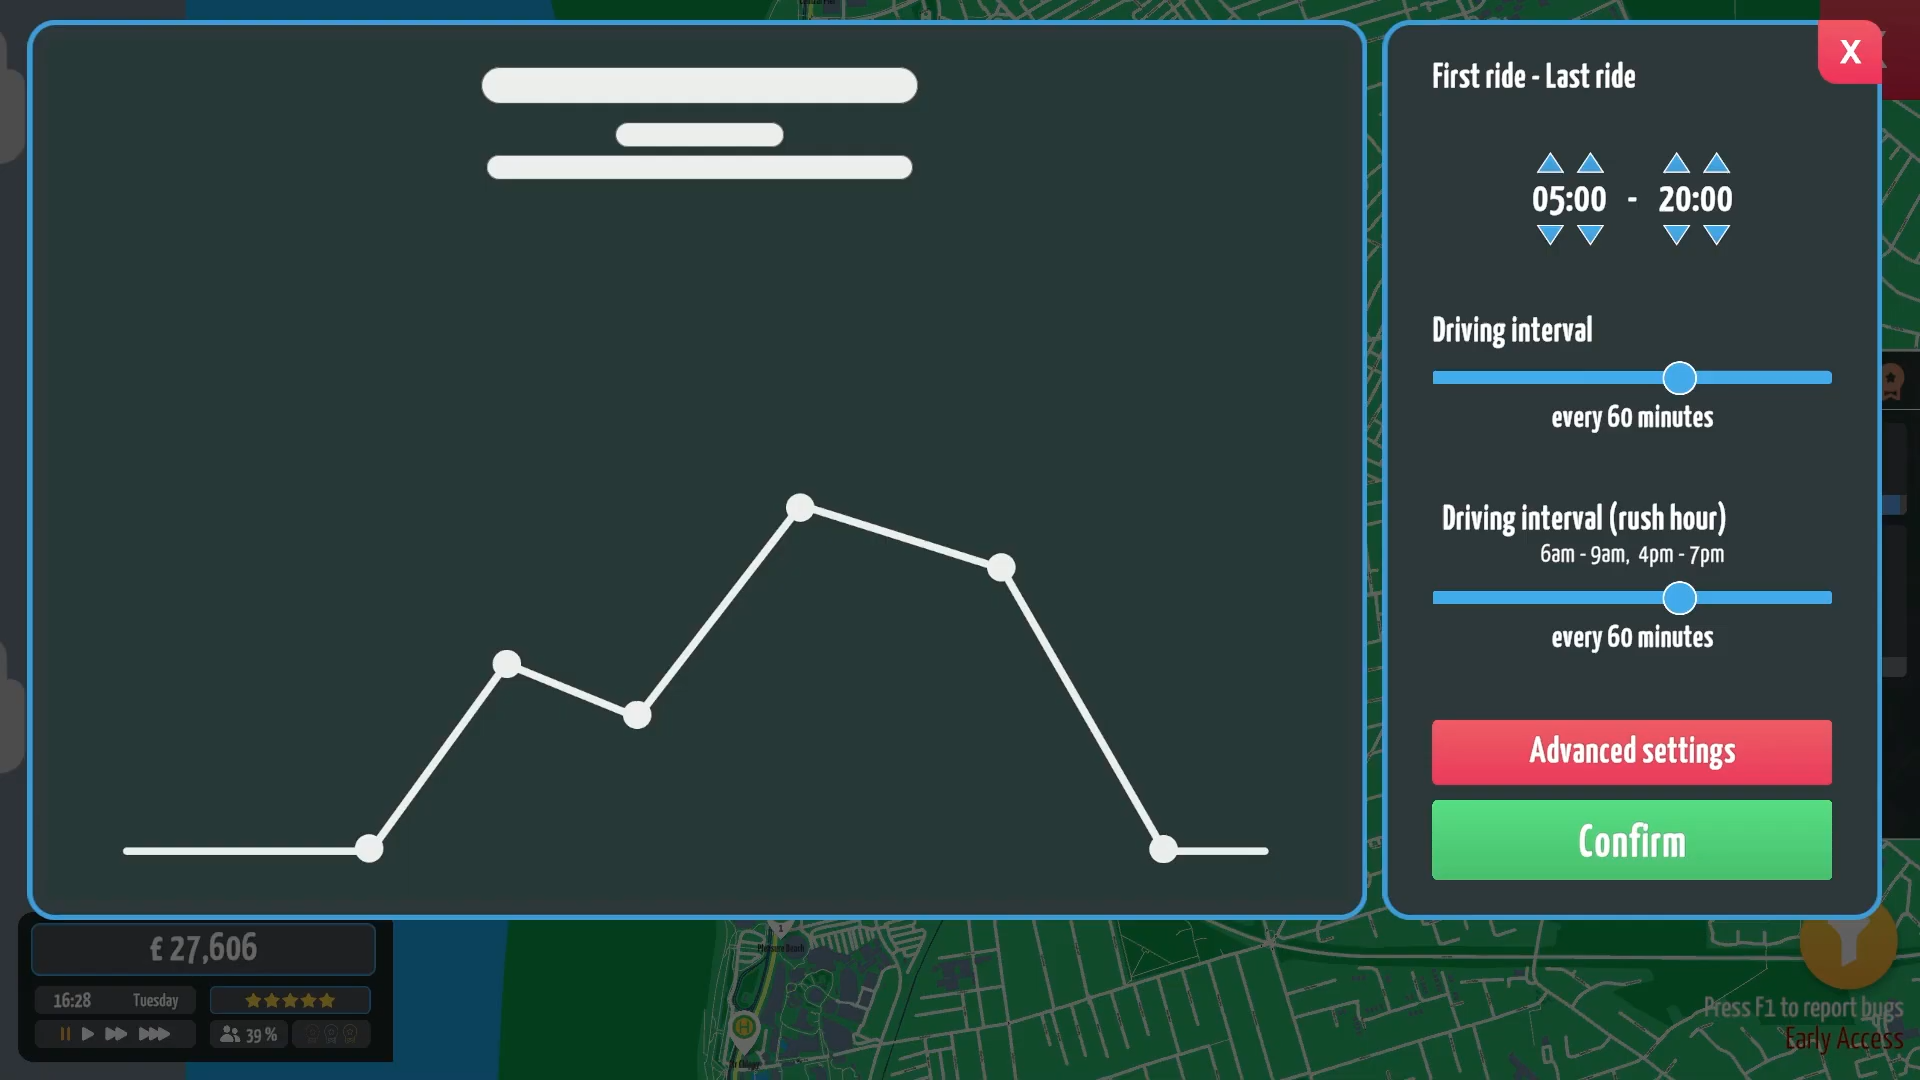 First ride - Last ride
X
05:00 - 20:00
Driving interval
every 60 minutes
Driving interval (rush hour)
6am - 9am, 4pm - 7pm
every 60 minutes
Advanced settings
Confirm
£ 27,606
16:28 Tuesday
39 %
Pleasure Beach
H
Press F1 to report bugs
Early Access